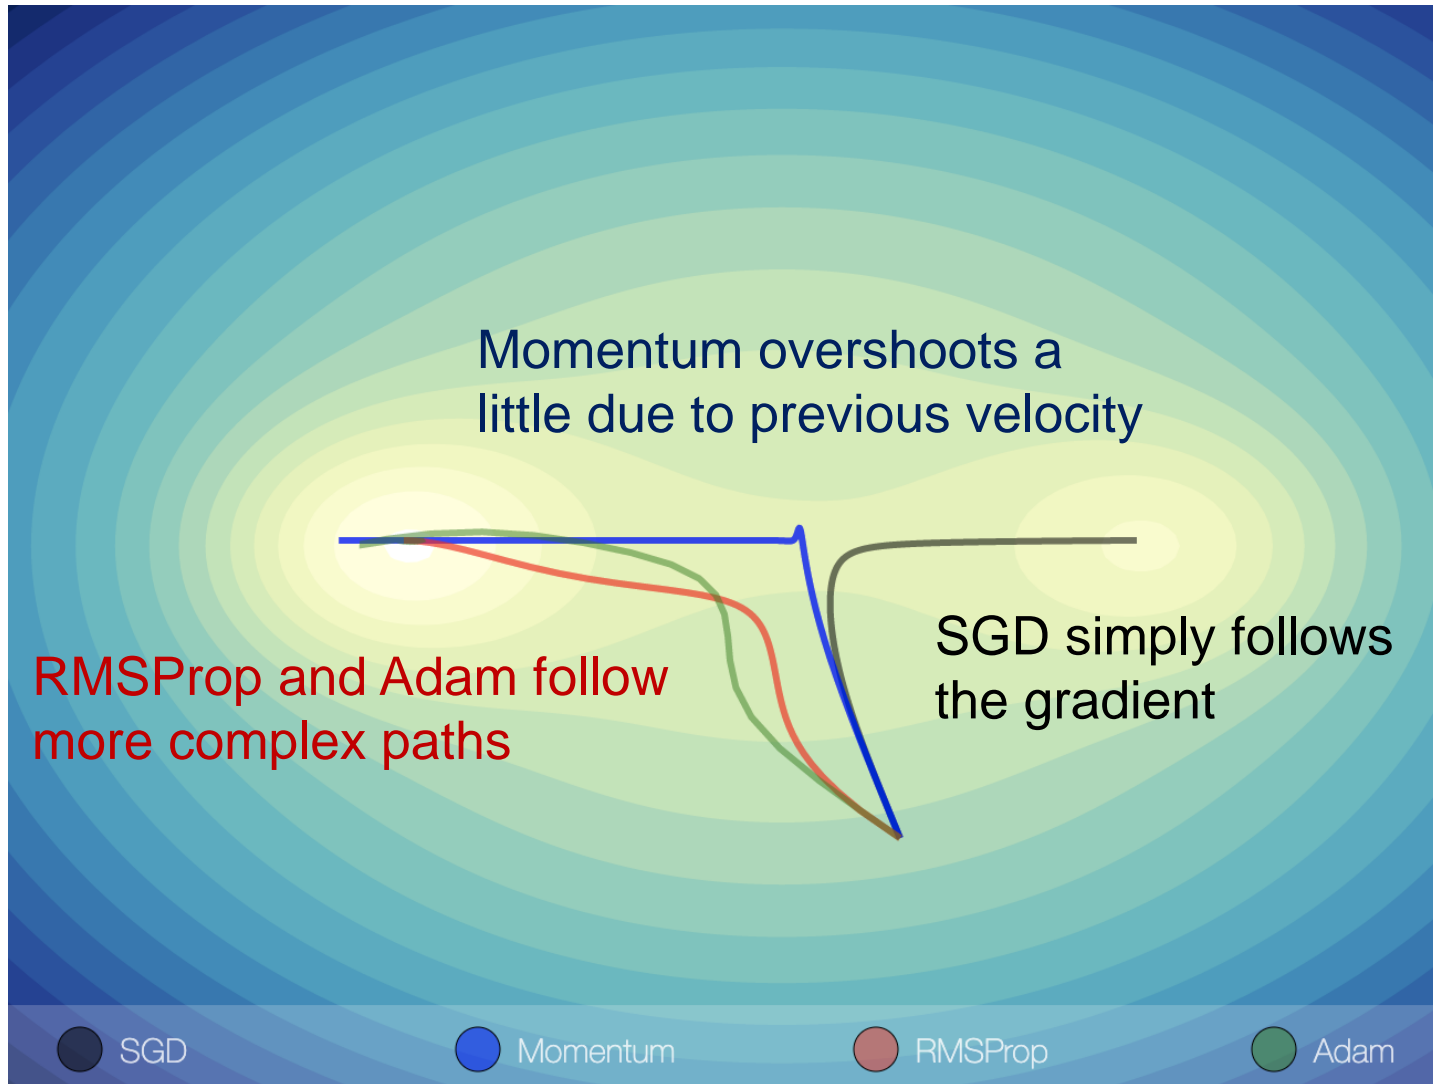 Momentum overshoots a
little due to previous velocity
SGD simply follows
the gradient
RMSProp and Adam follow
more complex paths
SGD
Momentum
RMSProp
Adam